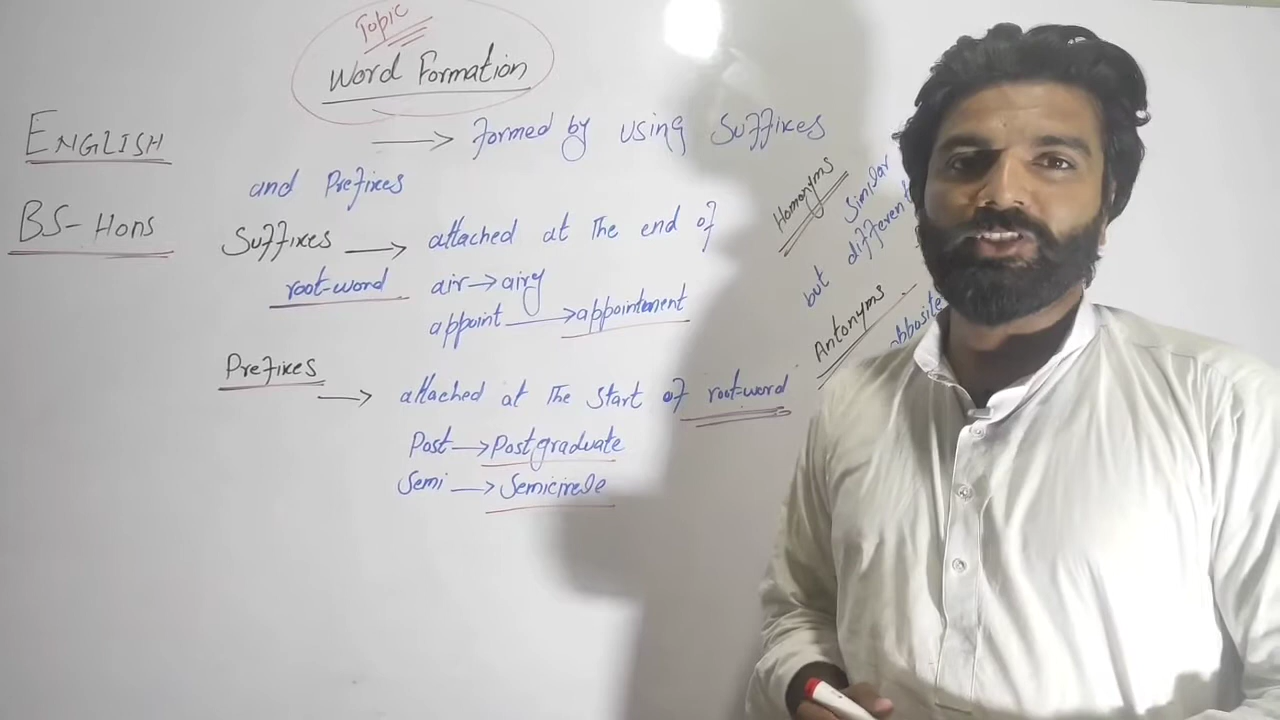 Topic
Word Formation
ENGLISH
BS-Hons
→ Formed by using Suffixes
and Prefixes
Suffixes → attached at the end of
root-word air → airy
appoint → appointment
Prefixes
→ attached at the start of root-word
Post → Postgraduate
Semi → Semicircle
Homonyms
Similar
but different
Antonyms
opposite